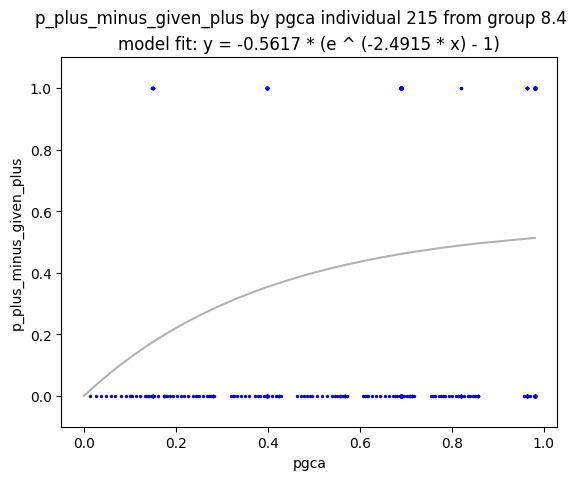 p_plus_minus_given_plus by pgca individual 215 from group 8.4
model fit: y = -0.5617 * (e ^ (-2.4915 * x) - 1)
1.0
0.8
0.6
0.4
0.2
0.0
p_plus_minus_given_plus
0.0 0.2 0.4 0.6 0.8 1.0
pgca